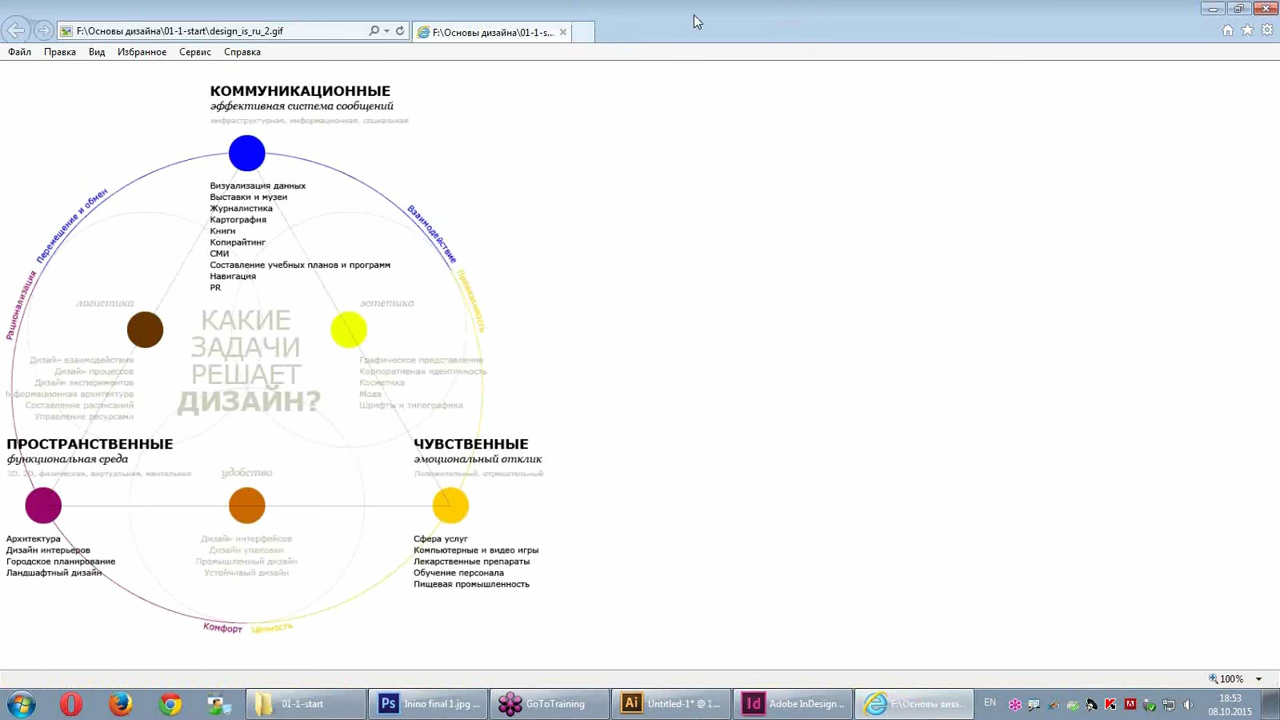 F:\Основы дизайна\01-1-start\design_is_ru_2.gif
F:\Основы дизайна\01-1-s...
Файл Правка Вид Избранное Сервис Справка
КОММУНИКАЦИОННЫЕ
эффективная система сообщений
инфраструктурная, информационная, социальная
Визуализация данных
Выставки и музеи
Журналистика
Картография
Книги
Копирайтинг
СМИ
Составление учебных планов и программ
Навигация
PR
Перемещение и обмен
Взаимодействие
Рационализация
логистика
эстетика
КАКИЕ
ЗАДАЧИ
РЕШАЕТ
ДИЗАЙН?
Дизайн взаимодействия
Дизайн процессов
Дизайн экспериментов
Информационная архитектура
Составление расписаний
Управление ресурсами
Графическое представление
Корпоративная идентичность
Косметика
Мода
Шрифты и типографика
ПРОСТРАНСТВЕННЫЕ
функциональная среда
3D, 2D, физическая, виртуальная, ментальная
удобство
ЧУВСТВЕННЫЕ
эмоциональный отклик
Положительный, отрицательный
Архитектура
Дизайн интерьеров
Городское планирование
Ландшафтный дизайн
Дизайн интерфейсов
Дизайн упаковки
Промышленный дизайн
Устойчивый дизайн
Сфера услуг
Компьютерные и видео игры
Лекарственные препараты
Обучение персонала
Пищевая промышленность
Комфорт Ценность
100%
01-1-start
Inino final 1.jpg ...
GoToTraining
Untitled-1* @ 1...
Adobe InDesign...
F:\Основы диза...
EN
18:53
08.10.2015